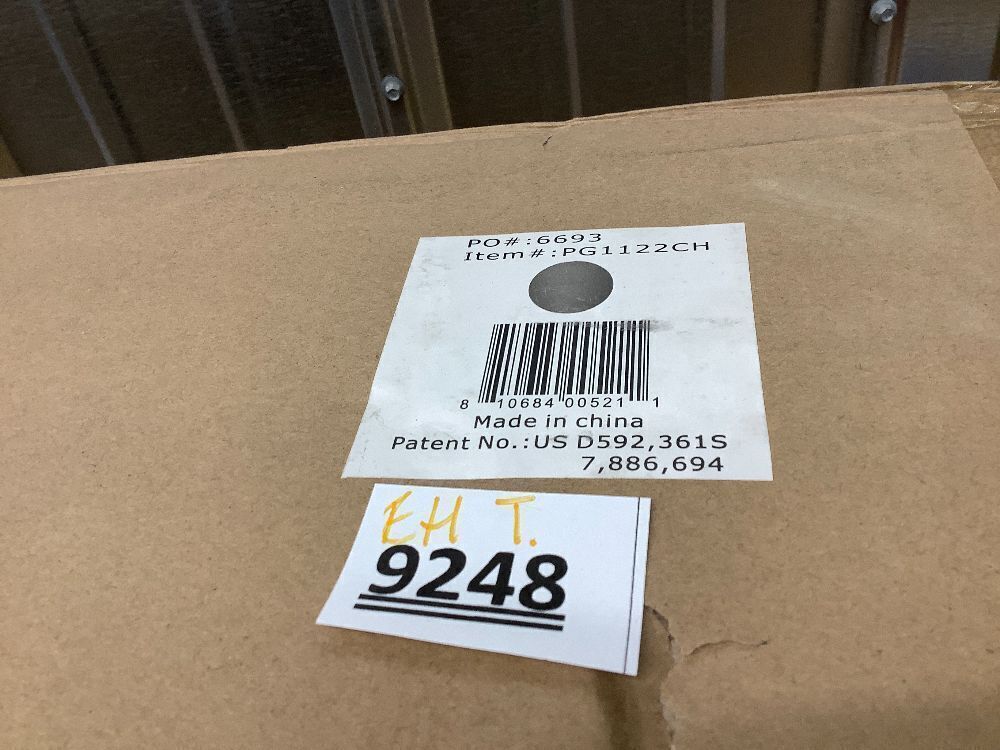 PO#:6693
Item#:PG1122CH
8 10684 00521 1
Made in china
Patent No.:US D592,361S
7,886,694
EH T.
9248